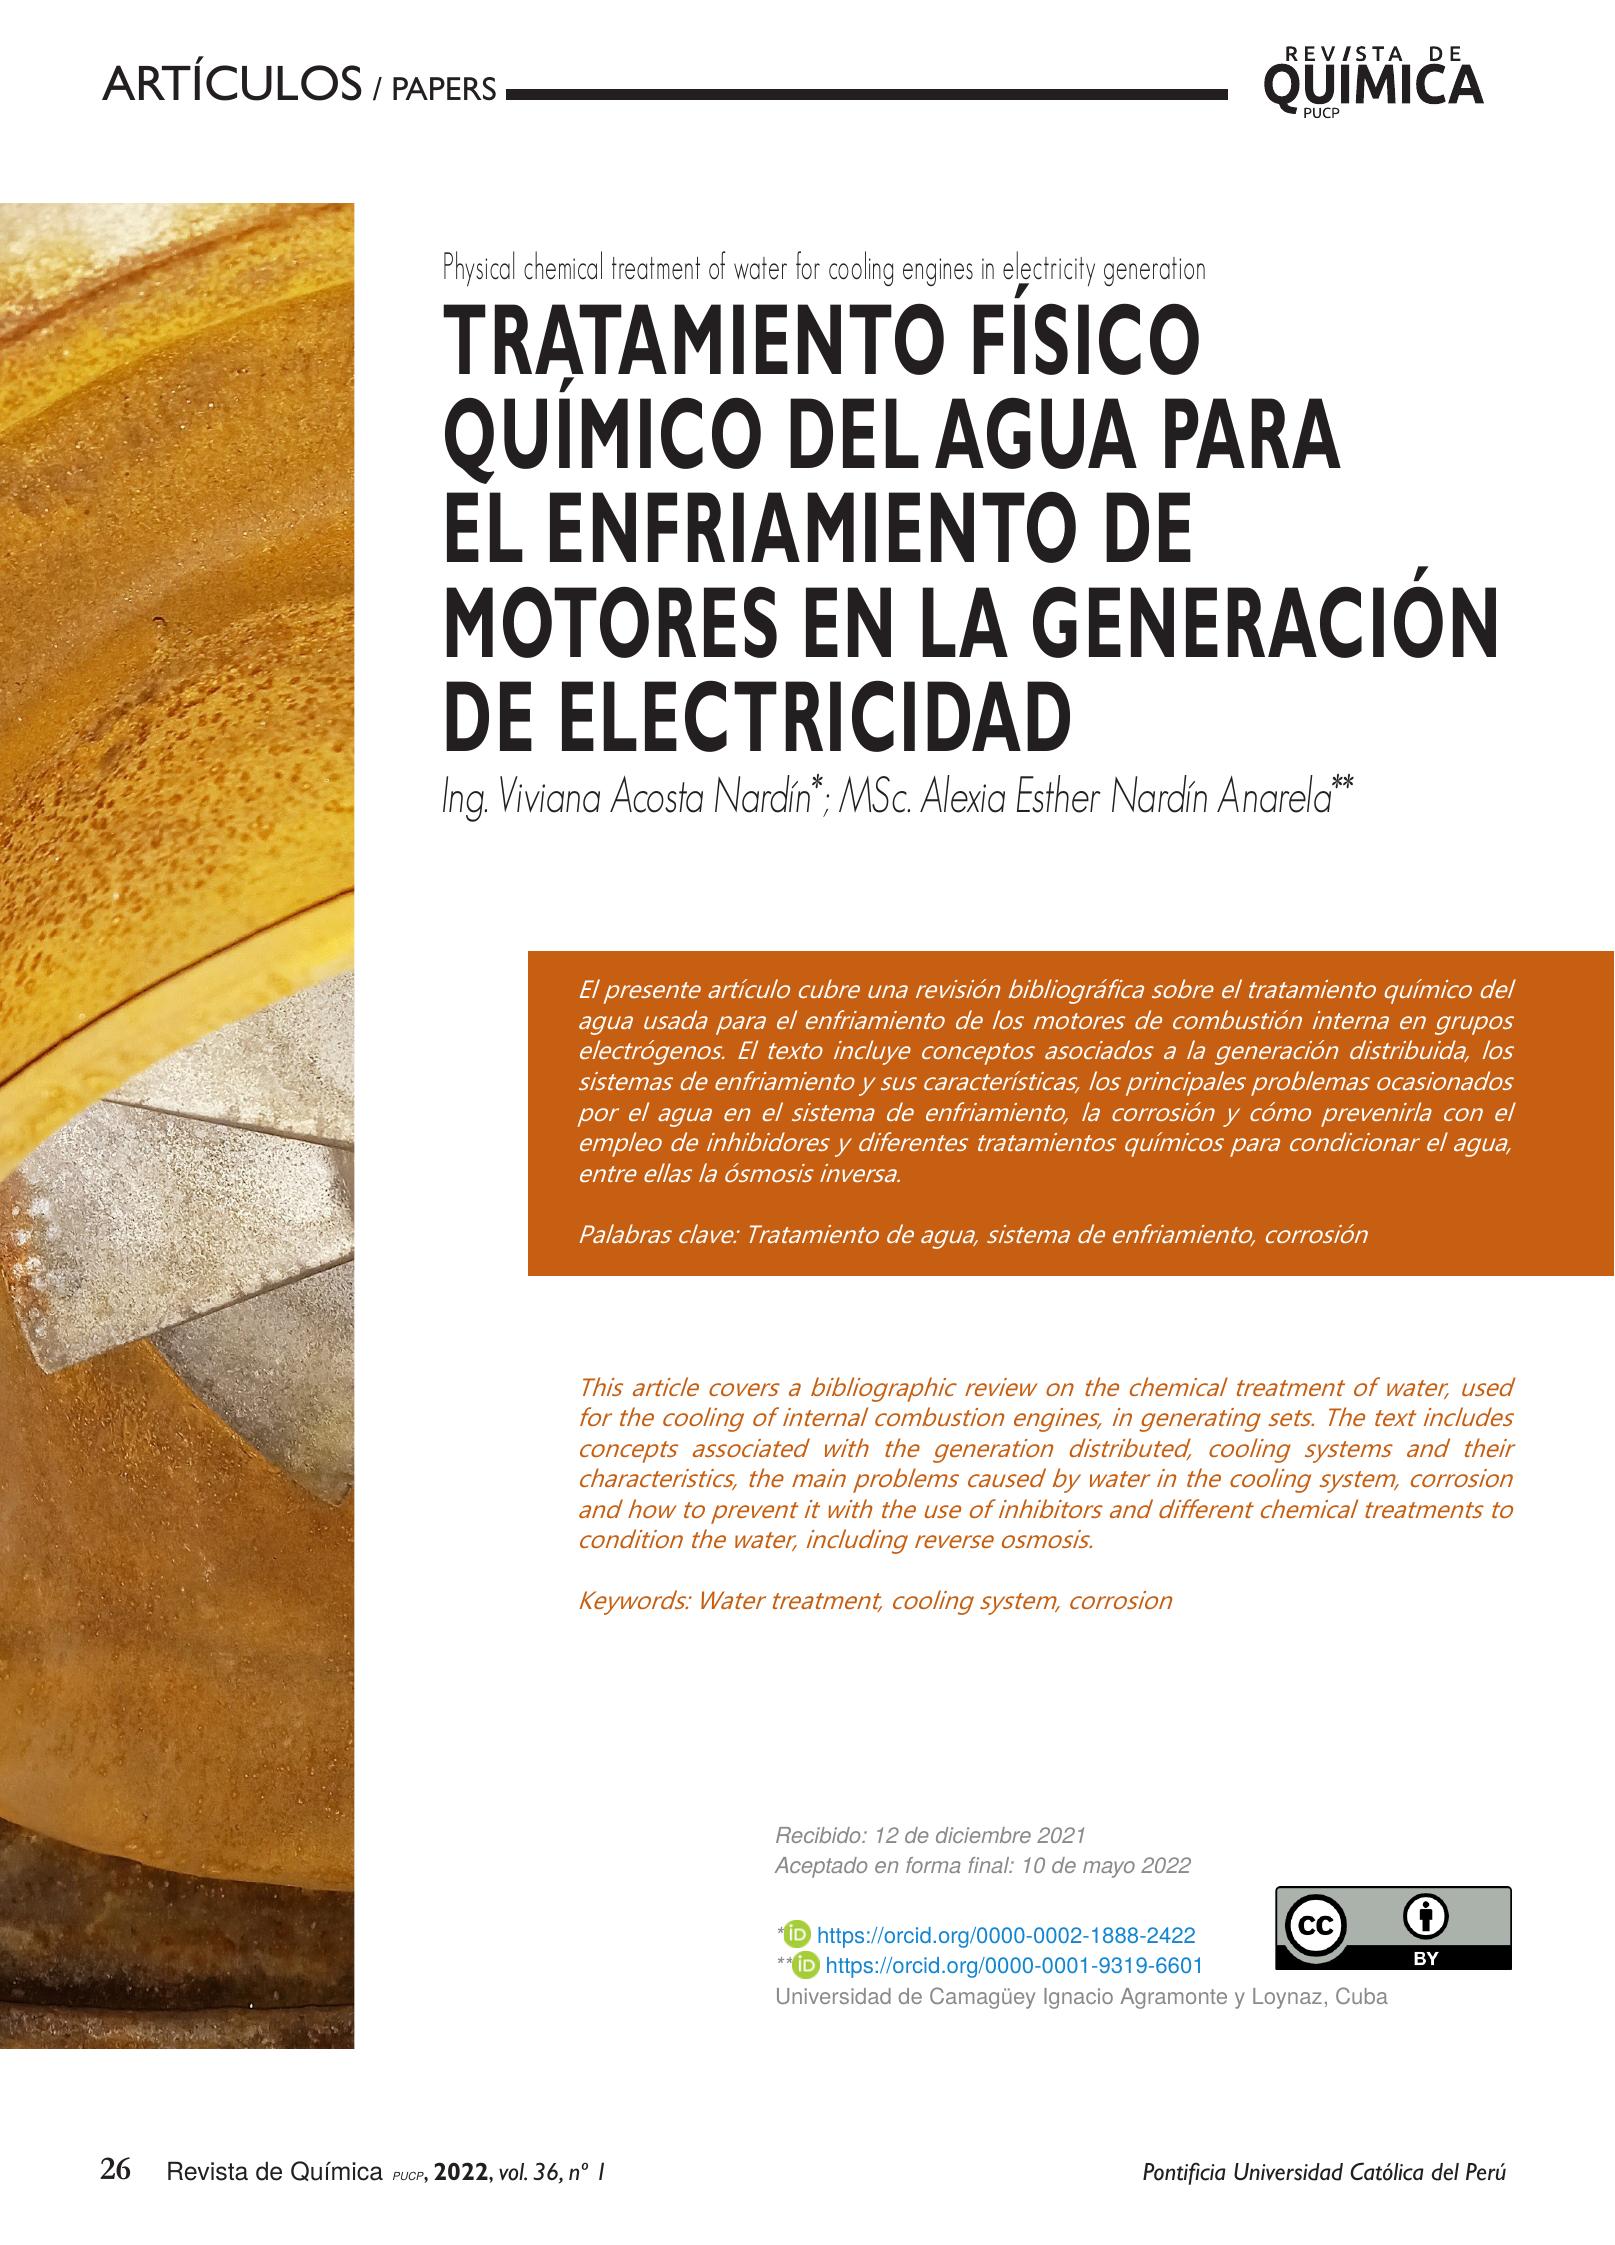 ARTÍCULOS / PAPERS
REVISTA DE
QUÍMICA
PUCP
Physical chemical treatment of water for cooling engines in electricity generation
TRATAMIENTO FÍSICO
QUÍMICO DEL AGUA PARA
EL ENFRIAMIENTO DE
MOTORES EN LA GENERACIÓN
DE ELECTRICIDAD
Ing. Viviana Acosta Nardín*; MSc. Alexia Esther Nardín Anarela**
El presente artículo cubre una revisión bibliográfica sobre el tratamiento químico del
agua usada para el enfriamiento de los motores de combustión interna en grupos
electrógenos. El texto incluye conceptos asociados a la generación distribuida, los
sistemas de enfriamiento y sus características, los principales problemas ocasionados
por el agua en el sistema de enfriamiento, la corrosión y cómo prevenirla con el
empleo de inhibidores y diferentes tratamientos químicos para condicionar el agua,
entre ellas la ósmosis inversa.
Palabras clave: Tratamiento de agua, sistema de enfriamiento, corrosión
This article covers a bibliographic review on the chemical treatment of water, used
for the cooling of internal combustion engines, in generating sets. The text includes
concepts associated with the generation distributed, cooling systems and their
characteristics, the main problems caused by water in the cooling system, corrosion
and how to prevent it with the use of inhibitors and different chemical treatments to
condition the water, including reverse osmosis.
Keywords: Water treatment, cooling system, corrosion
Recibido: 12 de diciembre 2021
Aceptado en forma final: 10 de mayo 2022
* iD https://orcid.org/0000-0002-1888-2422
** iD https://orcid.org/0000-0001-9319-6601
Universidad de Camagüey Ignacio Agramonte y Loynaz, Cuba
CC
BY
26 Revista de Química PUCP, 2022, vol. 36, nº 1
Pontificia Universidad Católica del Perú